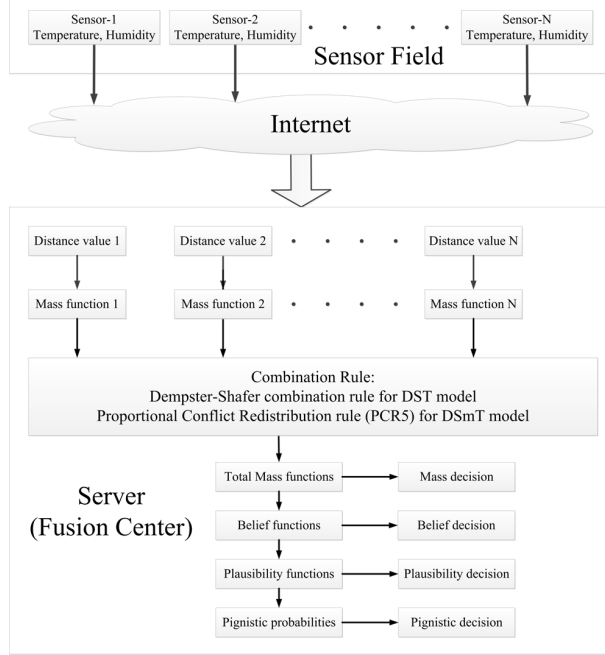 Sensor-1
Temperature, Humidity
Sensor-2
Temperature, Humidity
Sensor-N
Temperature, Humidity
Sensor Field
Internet
Distance value 1
Distance value 2
Distance value N
Mass function 1
Mass function 2
Mass function N
Combination Rule:
Dempster-Shafer combination rule for DST model
Proportional Conflict Redistribution rule (PCR5) for DSmT model
Server
(Fusion Center)
Total Mass functions
Mass decision
Belief functions
Belief decision
Plausibility functions
Plausibility decision
Pignistic probabilities
Pignistic decision